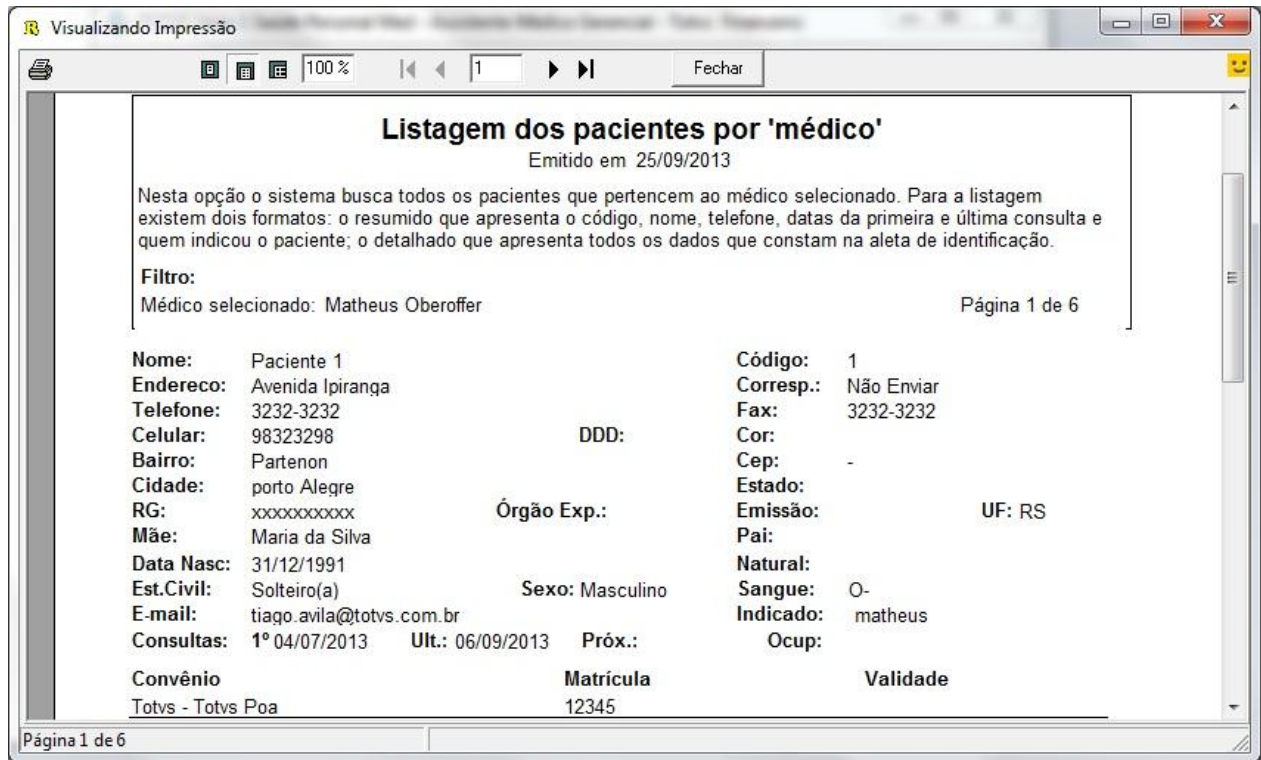 Visualizando Impressão
100 % 1 Fechar
Listagem dos pacientes por 'médico'
Emitido em 25/09/2013
Nesta opção o sistema busca todos os pacientes que pertencem ao médico selecionado. Para a listagem
existem dois formatos: o resumido que apresenta o código, nome, telefone, datas da primeira e última consulta e
quem indicou o paciente; o detalhado que apresenta todos os dados que constam na aleta de identificação.
Filtro:
Médico selecionado: Matheus Oberoffer Página 1 de 6
Nome: Paciente 1 Código: 1
Endereco: Avenida Ipiranga Corresp.: Não Enviar
Telefone: 3232-3232 Fax: 3232-3232
Celular: 98323298 DDD: Cor:
Bairro: Partenon Cep: -
Cidade: porto Alegre Estado:
RG: xxxxxxxxxx Órgão Exp.: Emissão: UF: RS
Mãe: Maria da Silva Pai:
Data Nasc: 31/12/1991 Natural:
Est.Civil: Solteiro(a) Sexo: Masculino Sangue: O-
E-mail: tiago.avila@totvs.com.br Indicado: matheus
Consultas: 1º 04/07/2013 Ult.: 06/09/2013 Próx.: Ocup:
Convênio Matrícula Validade
Totvs - Totvs Poa 12345
Página 1 de 6